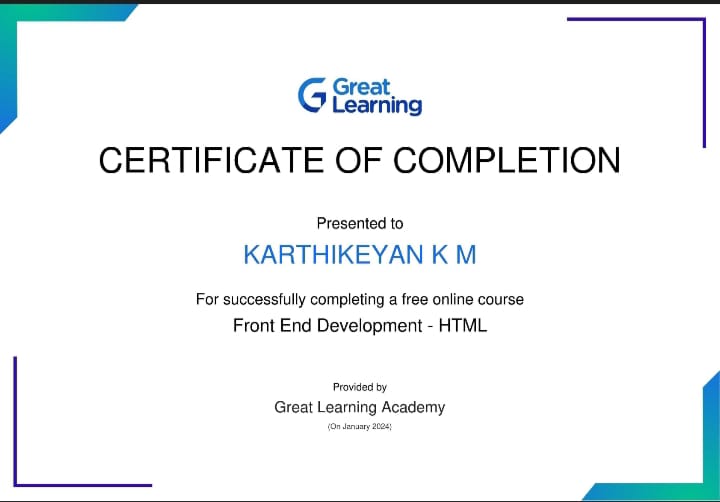 Great
Learning
CERTIFICATE OF COMPLETION
Presented to
KARTHIKEYAN K M
For successfully completing a free online course
Front End Development - HTML
Provided by
Great Learning Academy
(On January 2024)